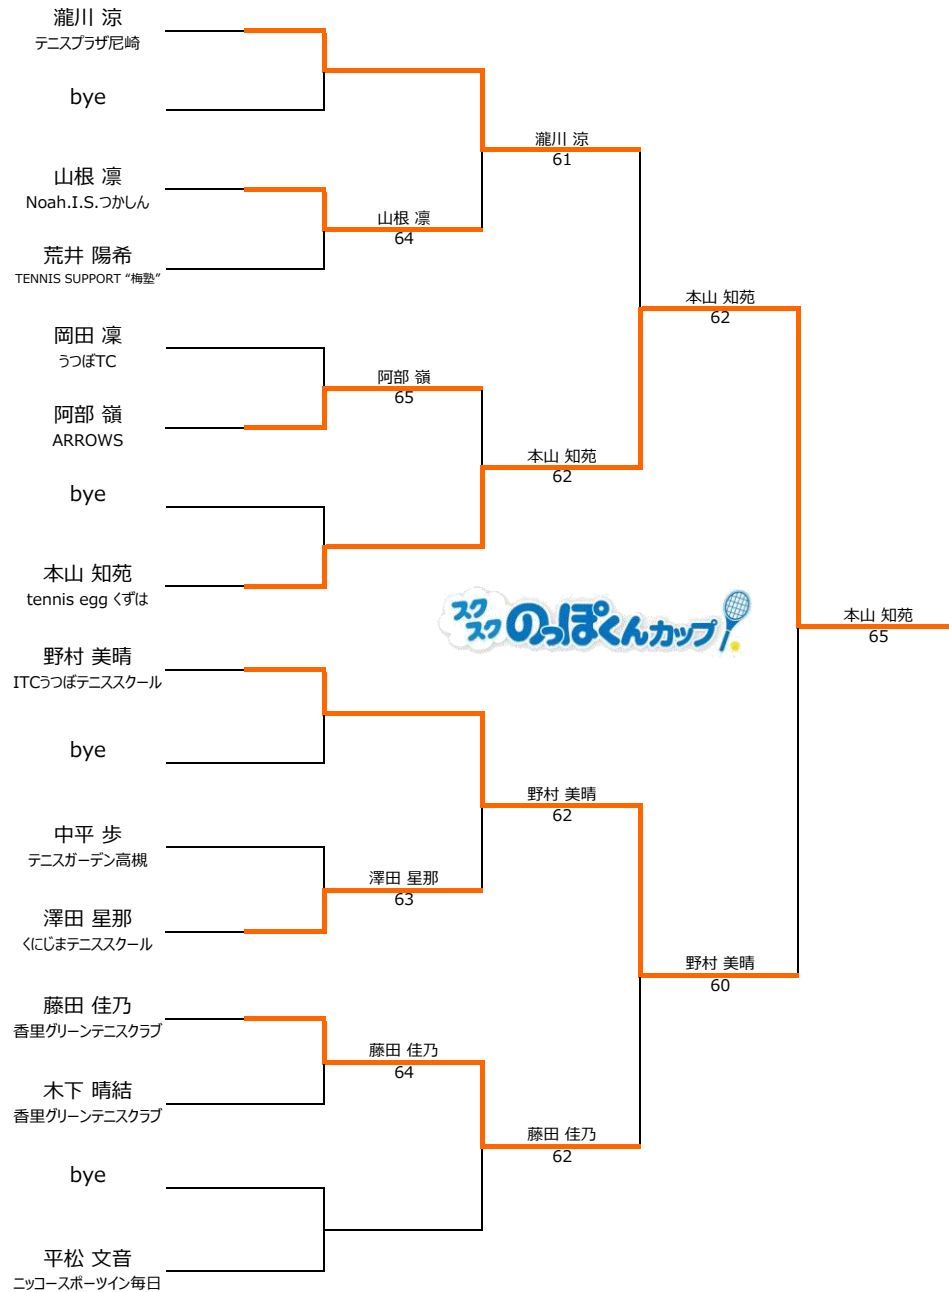 瀧川 涼
テニスプラザ尼崎
bye
山根 凛
Noah.I.S.つかしん
荒井 陽希
TENNIS SUPPORT “梅塾”
岡田 凜
うつぼTC
阿部 嶺
ARROWS
bye
本山 知苑
tennis egg くずは
野村 美晴
ITCうつぼテニススクール
bye
中平 歩
テニスガーデン高槻
澤田 星那
くにじまテニススクール
藤田 佳乃
香里グリーンテニスクラブ
木下 晴結
香里グリーンテニスクラブ
bye
平松 文音
ニッコースポーツイン毎日
山根 凛
64
阿部 嶺
65
澤田 星那
63
藤田 佳乃
64
瀧川 涼
61
本山 知苑
62
野村 美晴
62
藤田 佳乃
62
本山 知苑
62
野村 美晴
60
本山 知苑
65
スクスク のっぽくんカップ